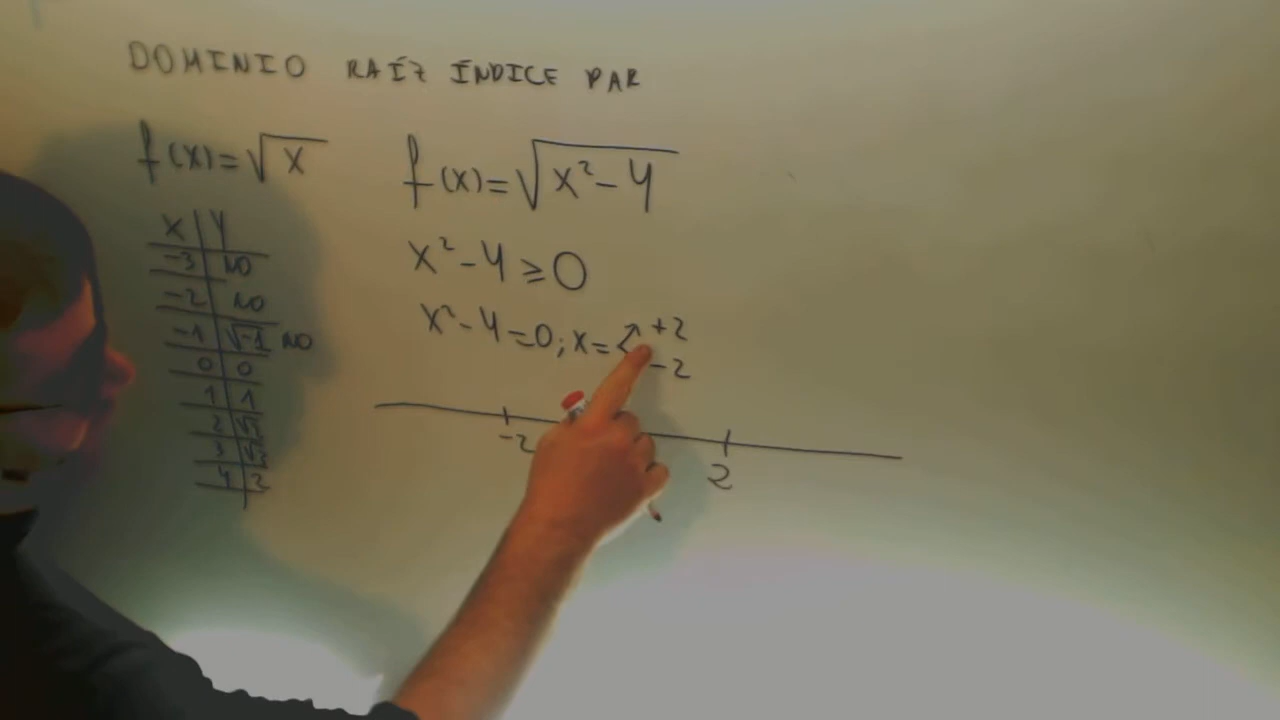 DOMINIO RAÍZ ÍNDICE PAR
f(x)=√x
x | y
-3 | NO
-2 | NO
-1 | √-1 NO
0 | 0
1 | 1
2 | √2
3 | √3
4 | 2
f(x)=√x²-4
x²-4≥0
x²-4=0; x= +2
-2
-2
2